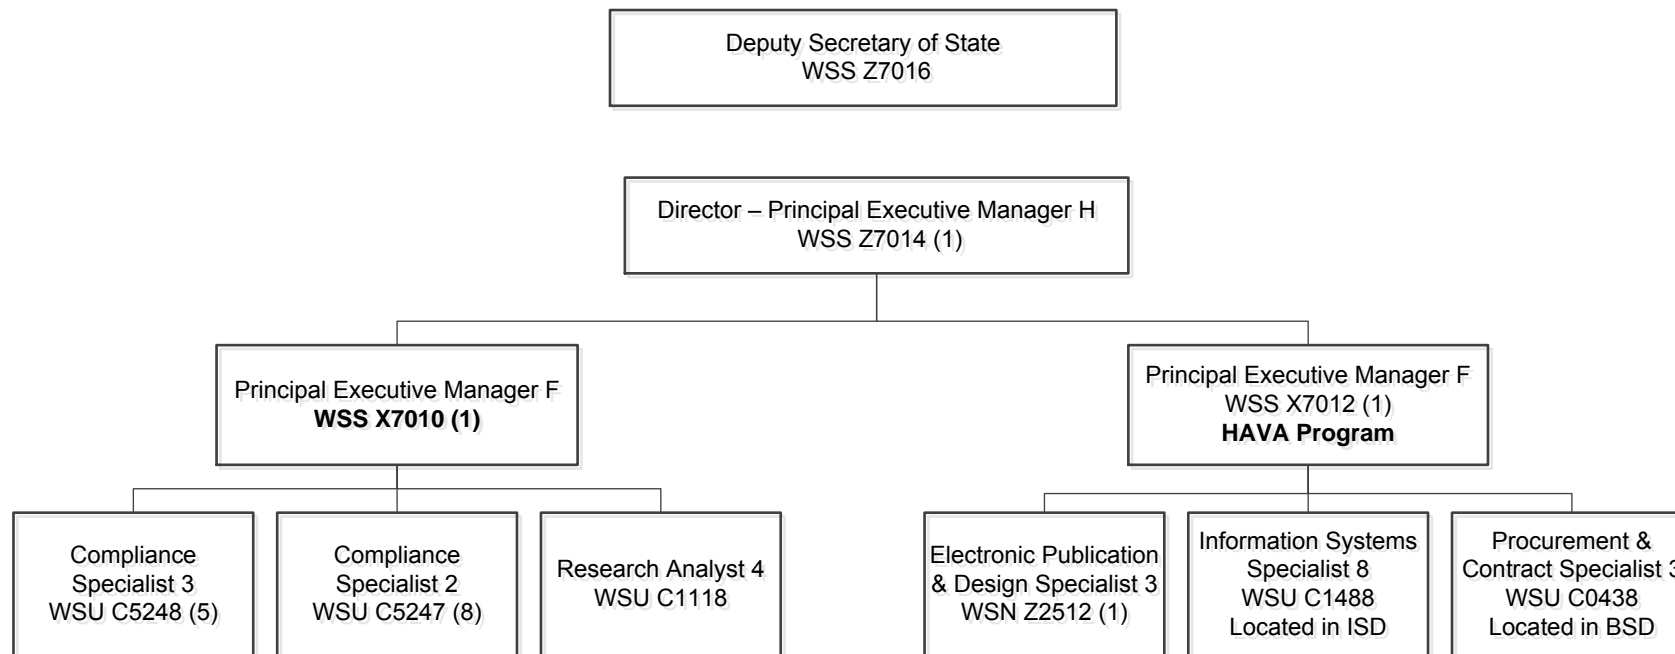 Deputy Secretary of State
WSS Z7016
Director – Principal Executive Manager H
WSS Z7014 (1)
Principal Executive Manager F
WSS X7010 (1)
Principal Executive Manager F
WSS X7012 (1)
HAVA Program
Compliance
Specialist 3
WSU C5248 (5)
Compliance
Specialist 2
WSU C5247 (8)
Research Analyst 4
WSU C1118
Electronic Publication
& Design Specialist 3
WSN Z2512 (1)
Information Systems
Specialist 8
WSU C1488
Located in ISD
Procurement &
Contract Specialist 3
WSU C0438
Located in BSD